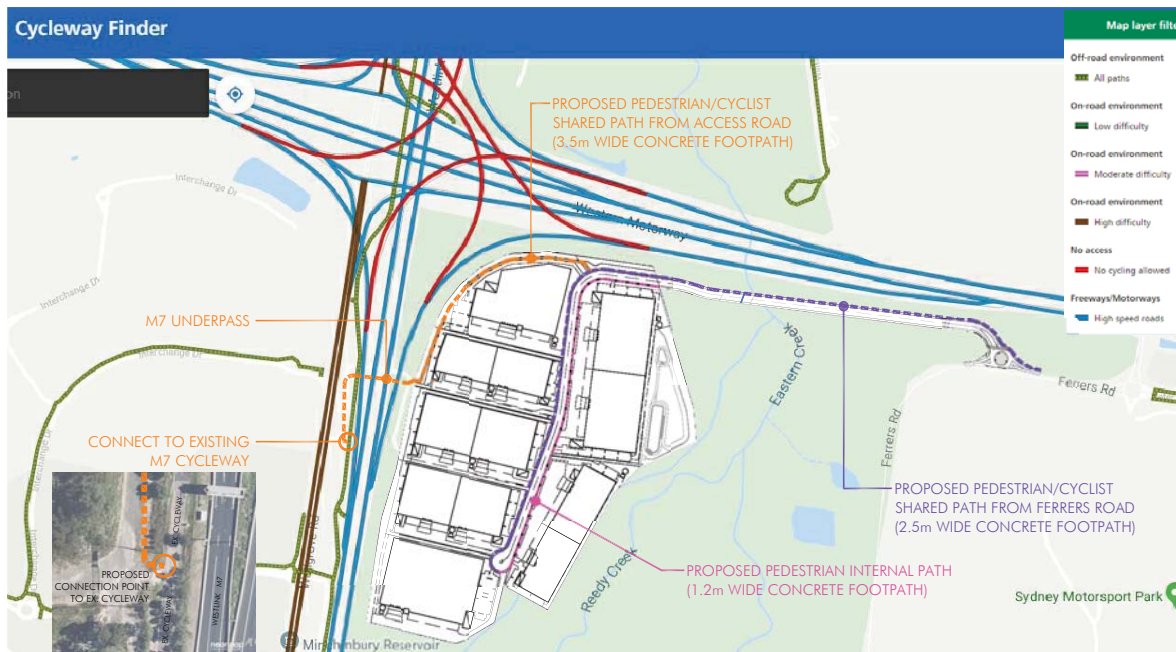 Cycleway Finder
Map layer filte
on
Off-road environment
All paths
On-road environment
Low difficulty
On-road environment
Moderate difficulty
On-road environment
High difficulty
No access
No cycling allowed
Freeways/Motorways
High speed roads
PROPOSED PEDESTRIAN/CYCLIST
SHARED PATH FROM ACCESS ROAD
(3.5m WIDE CONCRETE FOOTPATH)
Interchange Dr
Western Motorway
Interchange Dr
M7 UNDERPASS
Interchange Dr
Eastern Creek
Ferrers Rd
Ferrers Rd
CONNECT TO EXISTING
M7 CYCLEWAY
Interchange Dr
PROPOSED PEDESTRIAN/CYCLIST
SHARED PATH FROM FERRERS ROAD
(2.5m WIDE CONCRETE FOOTPATH)
EX. CYCLEWAY
PROPOSED
CONNECTION POINT
TO EX. CYCLEWAY
EX. CYCLEWAY
WESTLINK M7
PROPOSED PEDESTRIAN INTERNAL PATH
(1.2m WIDE CONCRETE FOOTPATH)
Reedy Creek
Sydney Motorsport Park
Minchinbury Reservoir